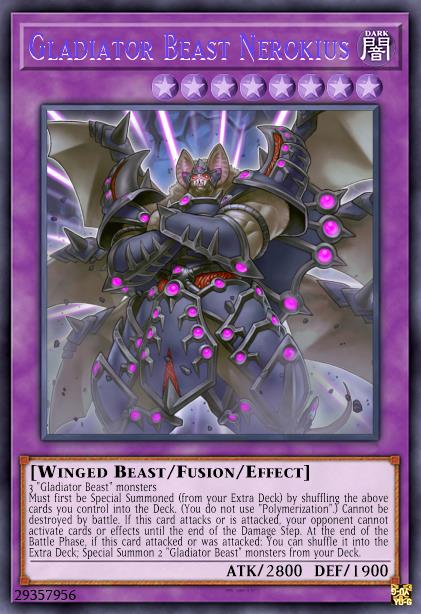 GLADIATOR BEAST NEROKIUS
DARK
闇
[WINGED BEAST/FUSION/EFFECT]
3 "Gladiator Beast" monsters
Must first be Special Summoned (from your Extra Deck) by shuffling the above
cards you control into the Deck. (You do not use "Polymerization".) Cannot be
destroyed by battle. If this card attacks or is attacked, your opponent cannot
activate cards or effects until the end of the Damage Step. At the end of the
Battle Phase, if this card attacked or was attacked: You can shuffle it into the
Extra Deck; Special Summon 2 "Gladiator Beast" monsters from your Deck.
ATK/2800 DEF/1900
29357956